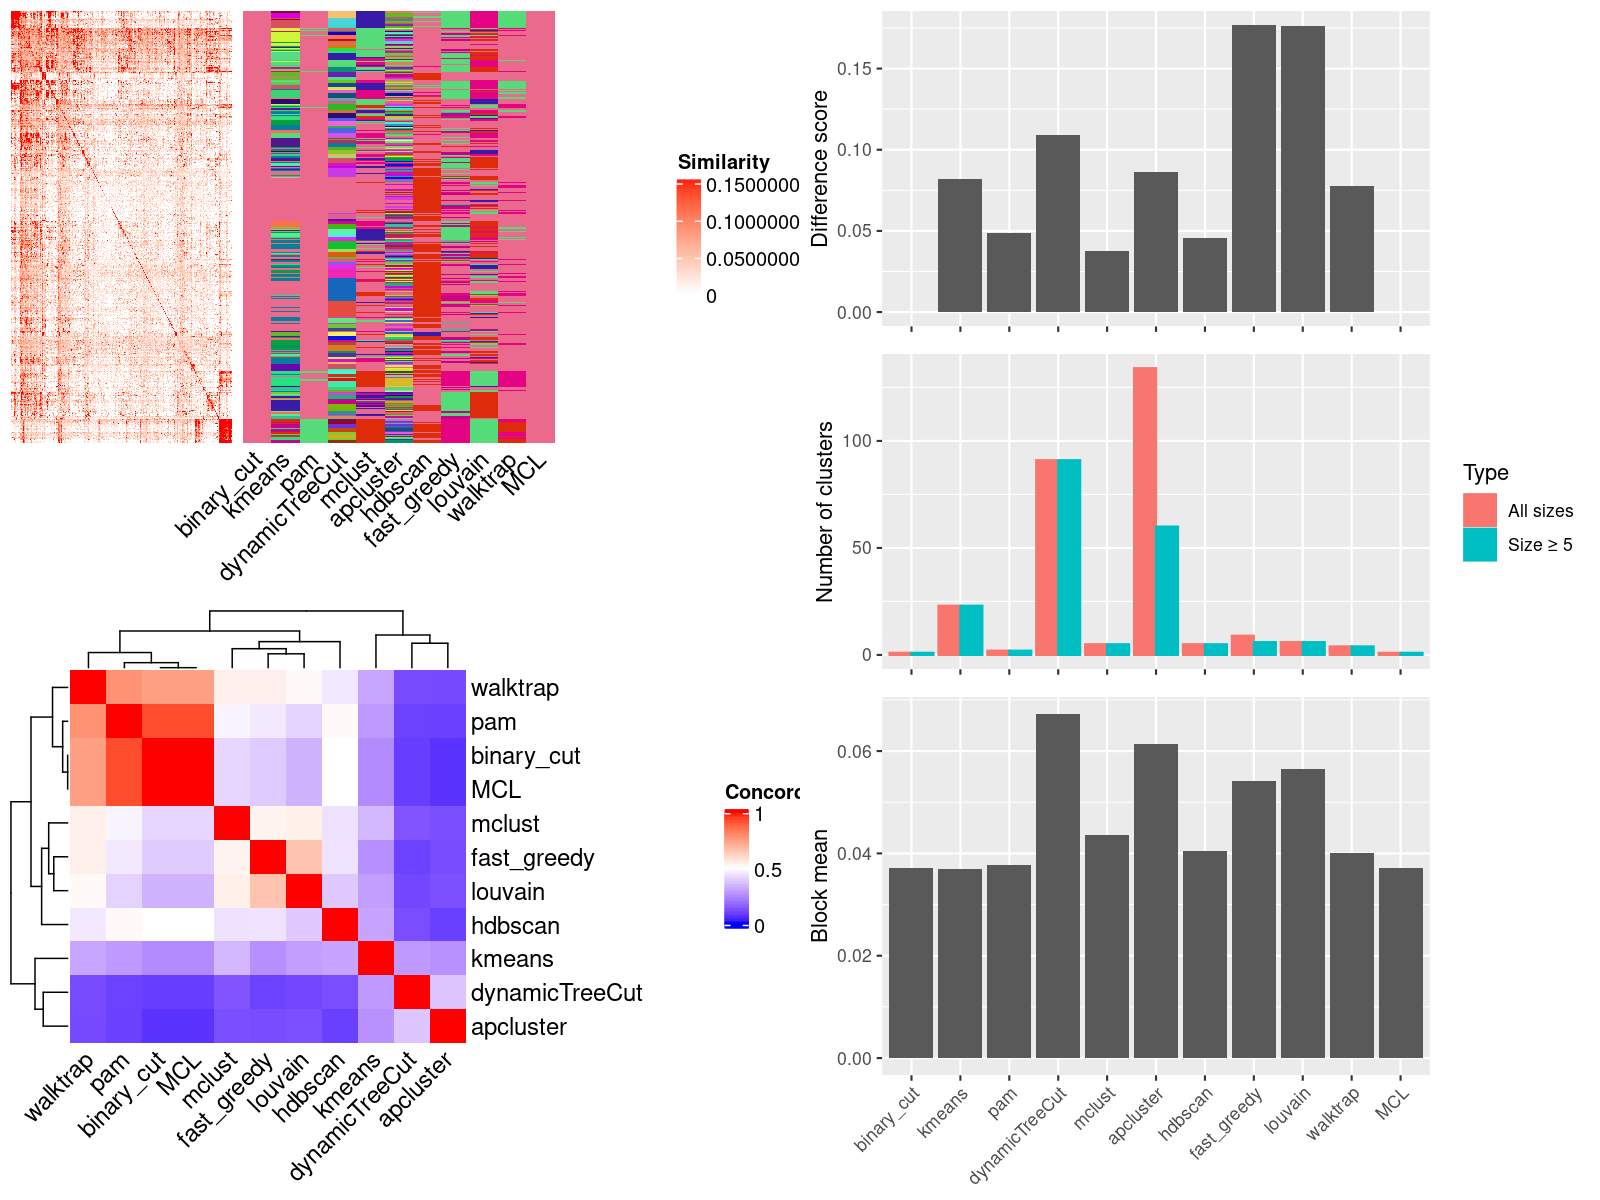 Similarity
0.1500000
0.1000000
0.0500000
0
binary_cut
kmeans
pam
dynamicTreeCut
mclust
apcluster
hdbscan
fast_greedy
louvain
walktrap
MCL
Difference score
0.15
0.10
0.05
0.00
Number of clusters
100
50
0
Type
All sizes
Size ≥ 5
Block mean
0.06
0.04
0.02
0.00
binary_cut
kmeans
pam
dynamicTreeCut
mclust
apcluster
hdbscan
fast_greedy
louvain
walktrap
MCL
walktrap
pam
binary_cut
MCL
mclust
fast_greedy
louvain
hdbscan
kmeans
dynamicTreeCut
apcluster
walktrap
pam
binary_cut
MCL
mclust
fast_greedy
louvain
hdbscan
kmeans
dynamicTreeCut
apcluster
Concor
1
0.5
0